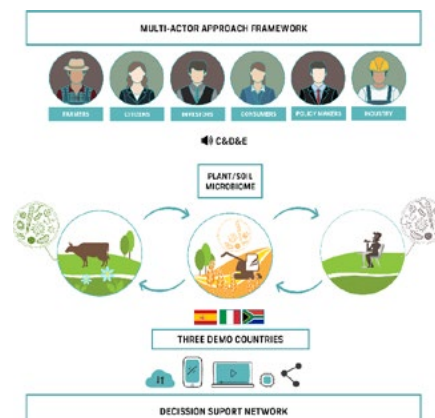 MULTI-ACTOR APPROACH FRAMEWORK
FARMERS CITIZENS INVESTORS CONSUMERS POLICY MAKERS INDUSTRY
C&D&E
PLANT/SOIL
MICROBIOME
THREE DEMO COUNTRIES
DECISSION SUPORT NETWORK